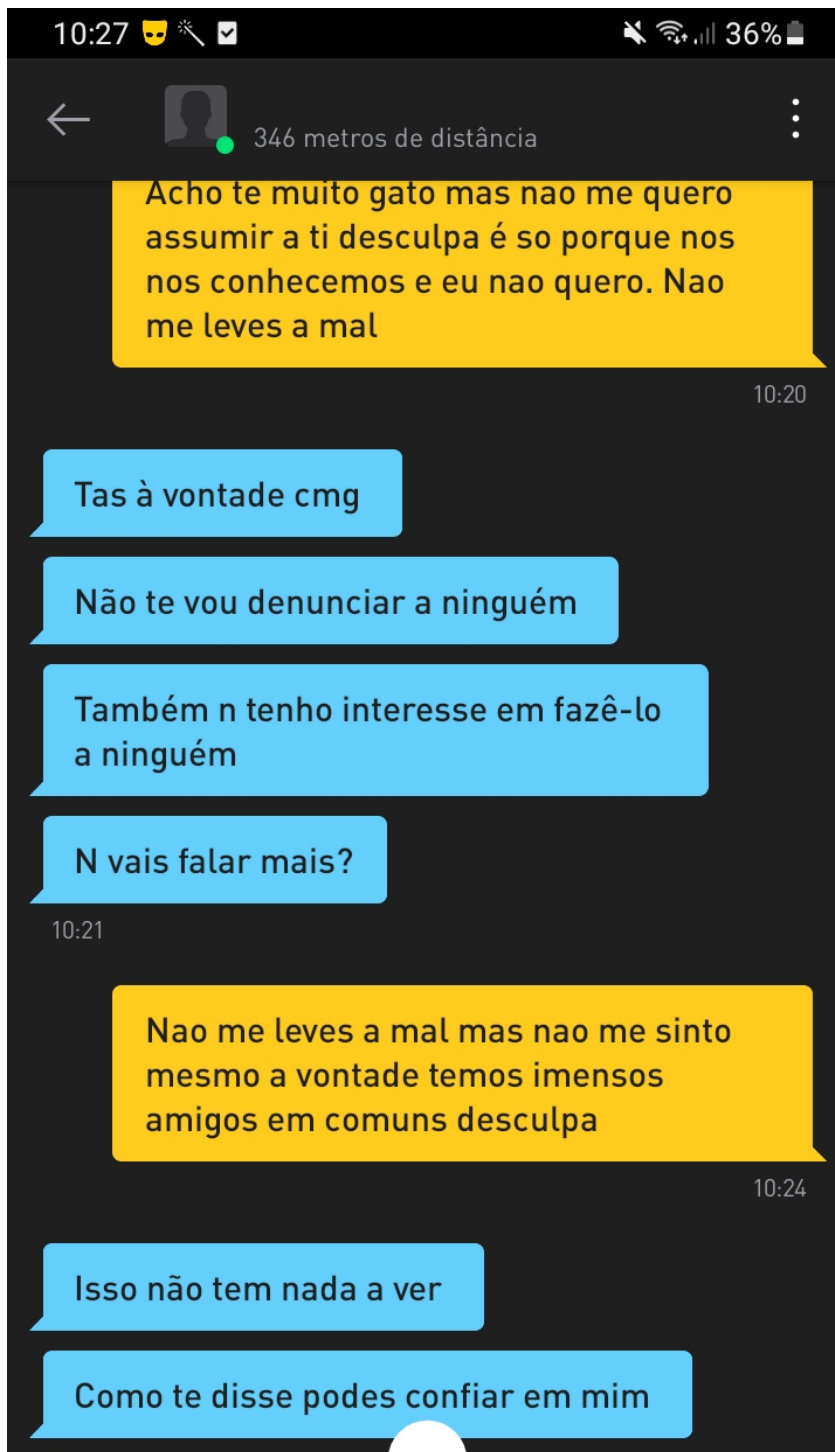 10:27
36%
346 metros de distância
Acho te muito gato mas nao me quero
assumir a ti desculpa é so porque nos
nos conhecemos e eu nao quero. Nao
me leves a mal
10:20
Tas à vontade cmg
Não te vou denunciar a ninguém
Também n tenho interesse em fazê-lo
a ninguém
N vais falar mais?
10:21
Nao me leves a mal mas nao me sinto
mesmo a vontade temos imensos
amigos em comuns desculpa
10:24
Isso não tem nada a ver
Como te disse podes confiar em mim